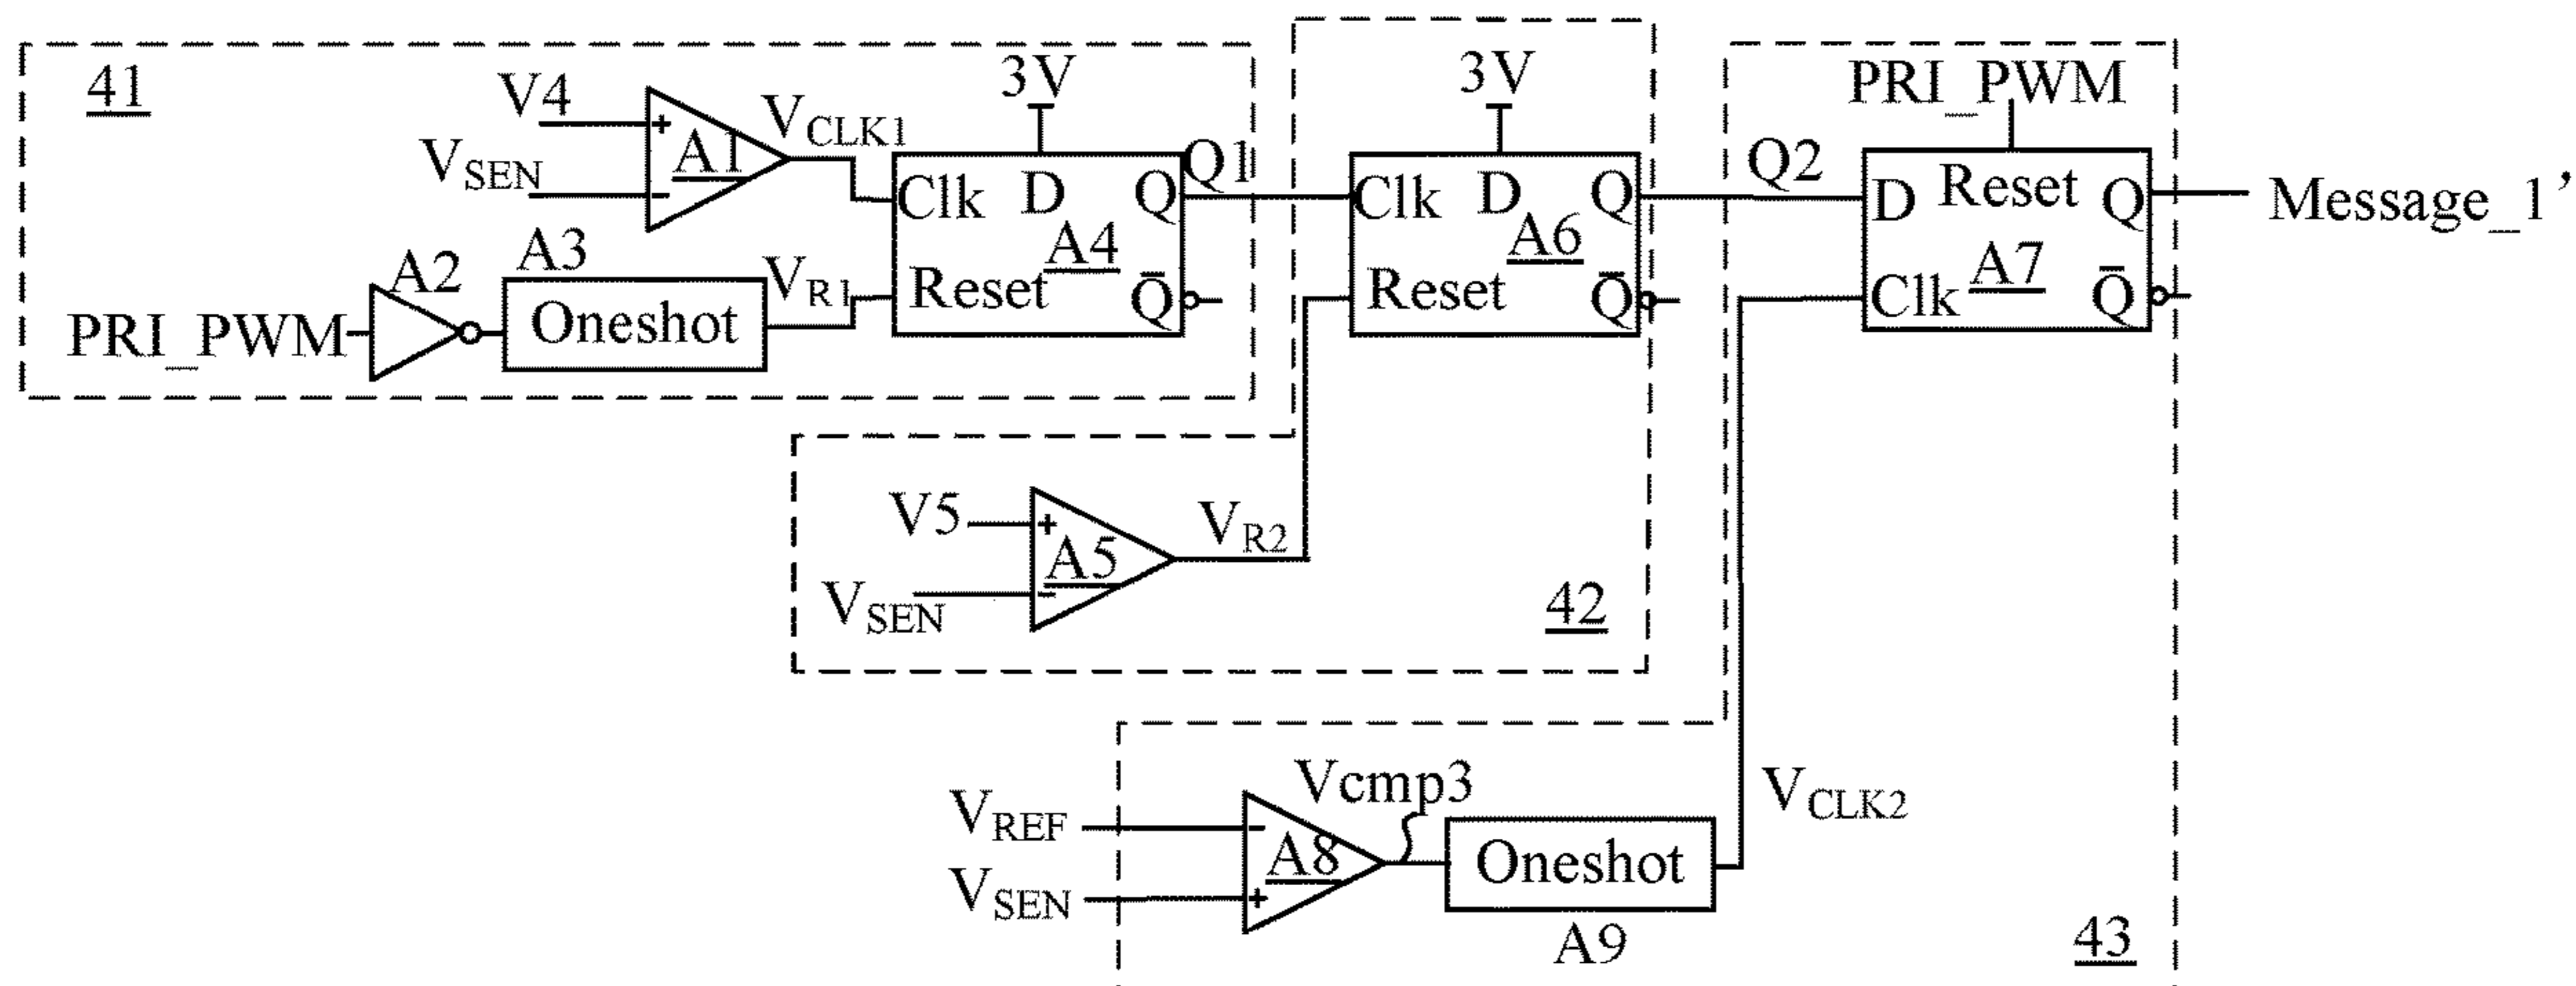 41
V4
VSEN
A1
VCLK1
3V
Q1
Clk
D
Q
A4
Reset
Q̄
PRI_PWM
A2
A3
Oneshot
VR1
3V
Clk
D
Q
A6
Reset
Q̄
V5
VSEN
A5
VR2
42
Q2
PRI_PWM
D
Reset
Q
A7
Clk
Q̄
Message_1’
VREF
VSEN
A8
Vcmp3
Oneshot
A9
VCLK2
43